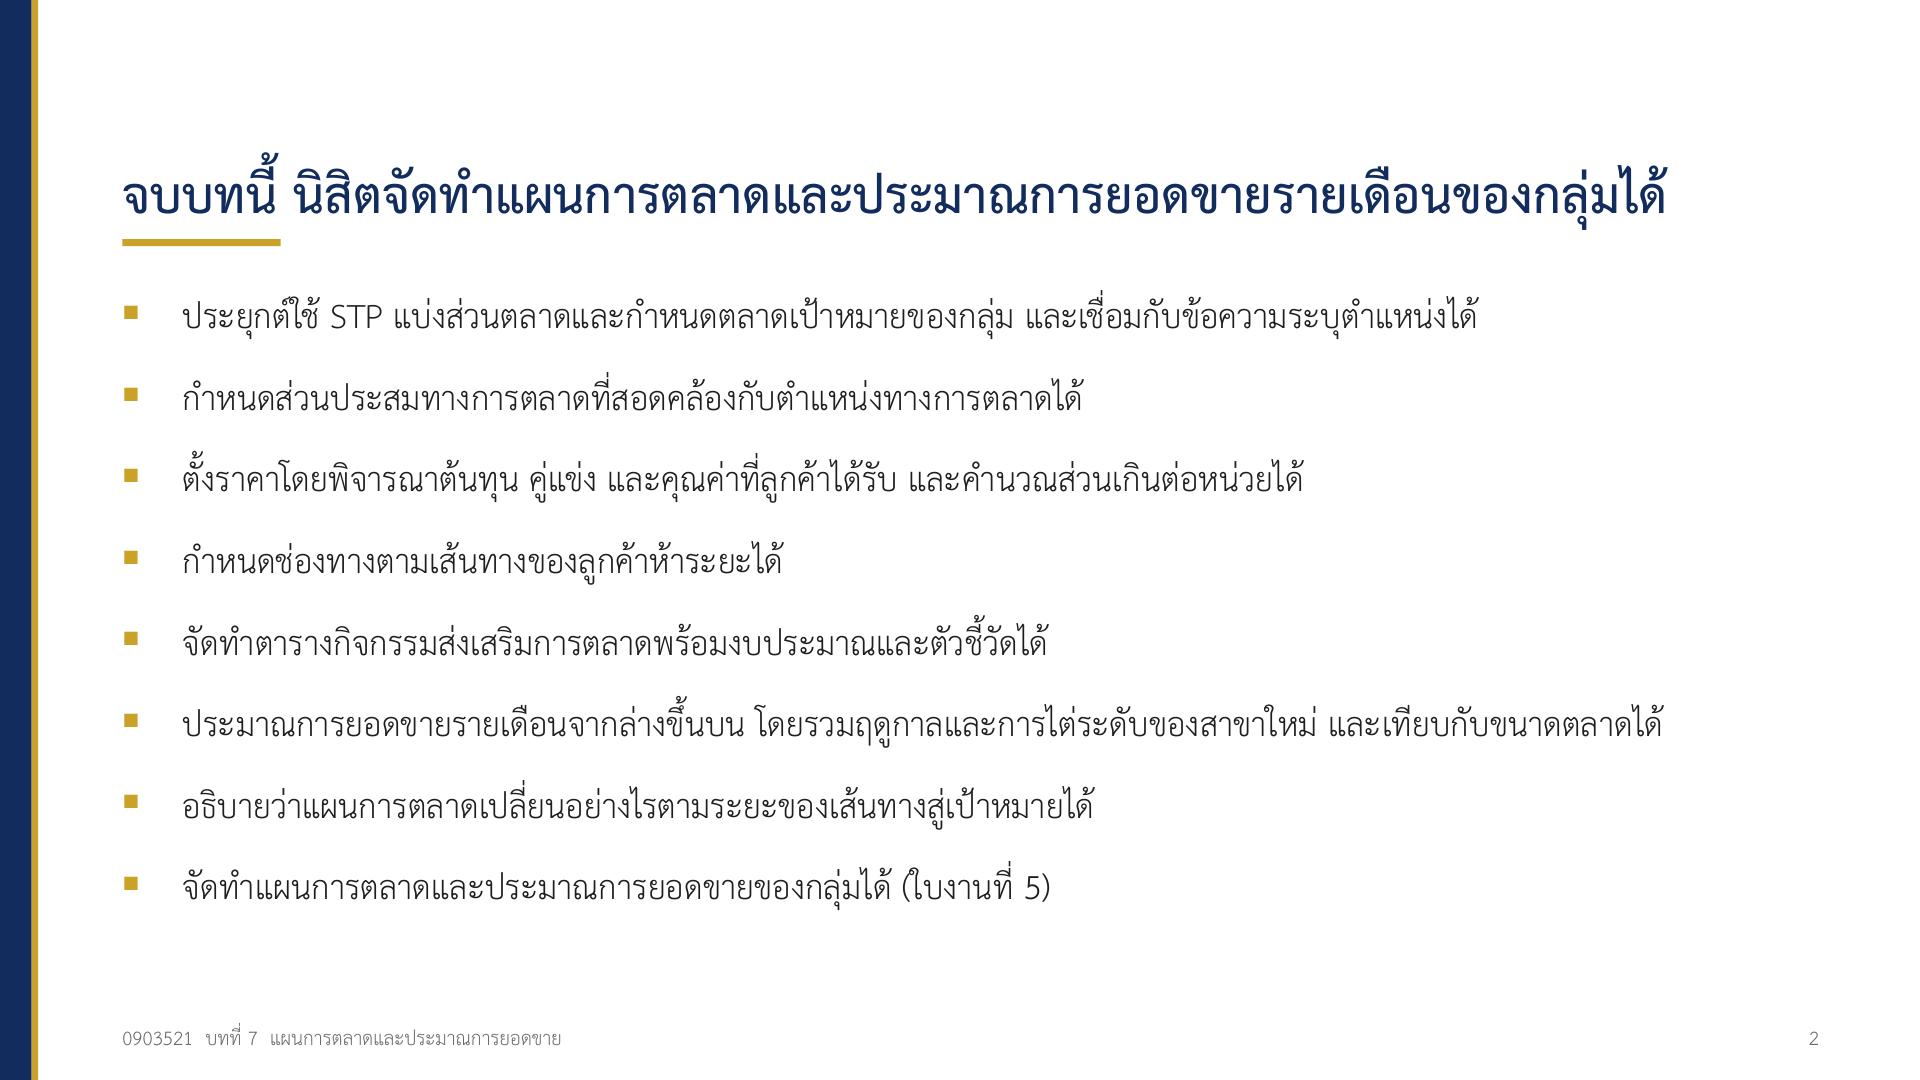 จบบทนี้ นิสิตจัดทำแผนการตลาดและประมาณการยอดขายรายเดือนของกลุ่มได้
ประยุกต์ใช้ STP แบ่งส่วนตลาดและกำหนดตลาดเป้าหมายของกลุ่ม และเชื่อมกับข้อความระบุตำแหน่งได้
กำหนดส่วนประสมทางการตลาดที่สอดคล้องกับตำแหน่งทางการตลาดได้
ตั้งราคาโดยพิจารณาต้นทุน คู่แข่ง และคุณค่าที่ลูกค้าได้รับ และคำนวณส่วนเกินต่อหน่วยได้
กำหนดช่องทางตามเส้นทางของลูกค้าห้าระยะได้
จัดทำตารางกิจกรรมส่งเสริมการตลาดพร้อมงบประมาณและตัวชี้วัดได้
ประมาณการยอดขายรายเดือนจากล่างขึ้นบน โดยรวมฤดูกาลและการไต่ระดับของสาขาใหม่ และเทียบกับขนาดตลาดได้
อธิบายว่าแผนการตลาดเปลี่ยนอย่างไรตามระยะของเส้นทางสู่เป้าหมายได้
จัดทำแผนการตลาดและประมาณการยอดขายของกลุ่มได้ (ใบงานที่ 5)
0903521 บทที่ 7 แผนการตลาดและประมาณการยอดขาย
2